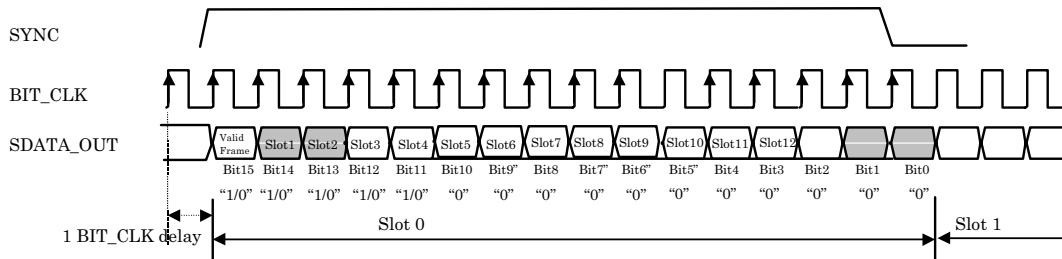 SYNC
BIT_CLK
SDATA_OUT
Valid Frame Slot1 Slot2 Slot3 Slot4 Slot5 Slot6 Slot7 Slot8 Slot9 Slot10 Slot11 Slot12
Bit15 Bit14 Bit13 Bit12 Bit11 Bit10 Bit9” Bit8 Bit7” Bit6” Bit5” Bit4 Bit3 Bit2 Bit1 Bit0
“1/0” “1/0” “1/0” “1/0” “1/0” “0” “0” “0” “0” “0” “0” “0” “0” “0” “0” “0”
1 BIT_CLK delay Slot 0 Slot 1